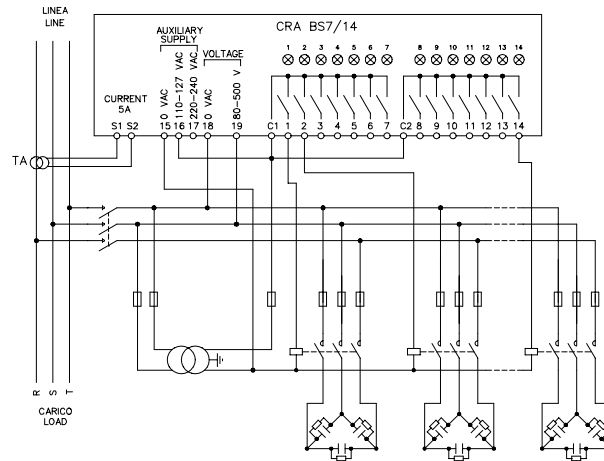 LINEA
LINE
CRA BS7/14
AUXILIARY
SUPPLY
VOLTAGE
1 2 3 4 5 6 7
8 9 10 11 12 13 14
0 VAC
110-127 VAC
220-240 VAC
0 VAC
80-500 V
CURRENT
5A
S1 S2 15 16 17 18 19 C1 1 2 3 4 5 6 7 C2 8 9 10 11 12 13 14
TA
R S T
CARICO
LOAD